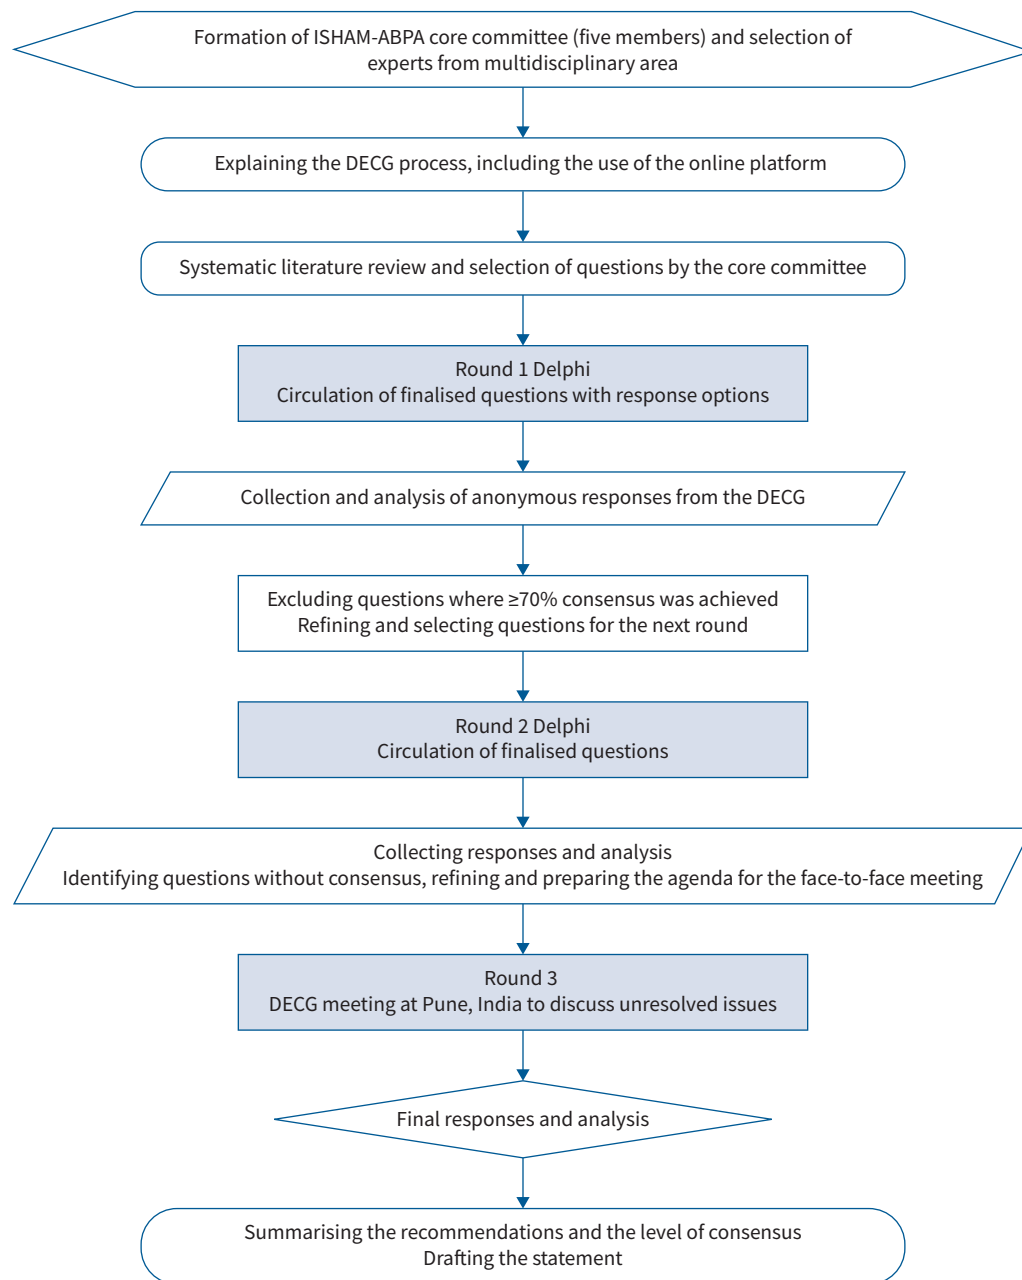 Formation of ISHAM-ABPA core committee (five members) and selection of
experts from multidisciplinary area
Explaining the DECG process, including the use of the online platform
Systematic literature review and selection of questions by the core committee
Round 1 Delphi
Circulation of finalised questions with response options
Collection and analysis of anonymous responses from the DECG
Excluding questions where ≥70% consensus was achieved
Refining and selecting questions for the next round
Round 2 Delphi
Circulation of finalised questions
Collecting responses and analysis
Identifying questions without consensus, refining and preparing the agenda for the face-to-face meeting
Round 3
DECG meeting at Pune, India to discuss unresolved issues
Final responses and analysis
Summarising the recommendations and the level of consensus
Drafting the statement